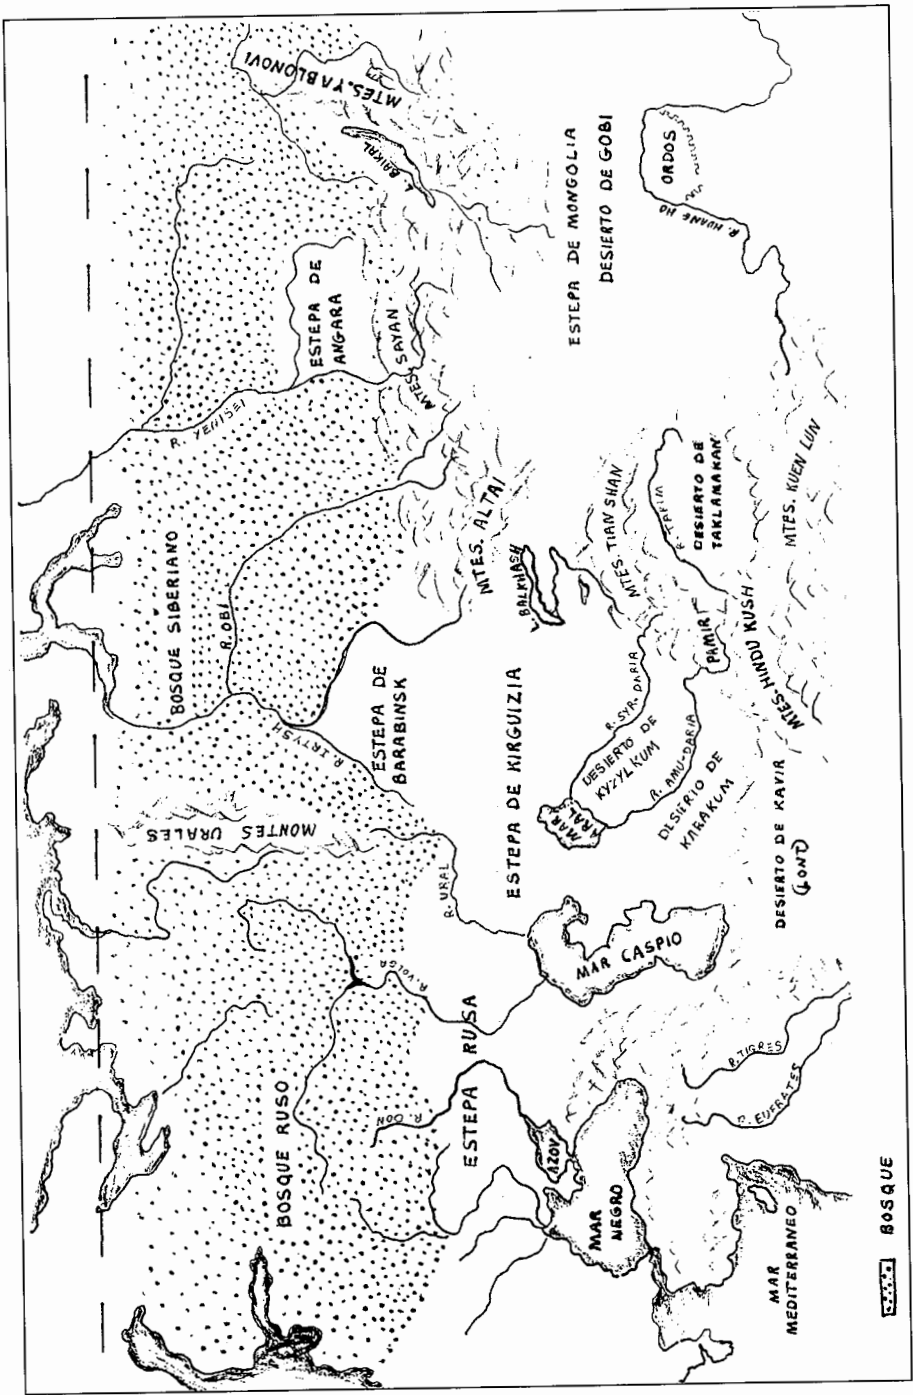 BOSQUE SIBERIANO
BOSQUE RUSO
MONTES URALES
R. OBI
R. YENISEI
R. IRTYSH
ESTEPA DE
ANGARA
MTES. SAYAN
MTES. YABLONOVI
BAIKAL
ESTEPA DE
BARABINSK
MTES. ALTAI
R. VOLGA
R. DON
R. URAL
ESTEPA RUSA
ESTEPA DE KIRGUIZIA
L. BALKHASH
ESTEPA DE MONGOLIA
DESIERTO DE GOBI
AZOV
MAR
NEGRO
MAR CASPIO
MAR
ARAL
R. SYR. DARIA
DESIERTO DE
KYZYLKUM
R. AMU-DARIA
DESIERTO DE
KARAKUM
MTES TIAN SHAN
R. TARIM
DESIERTO DE
TAKLAMAKAN
PAMIR
MTES. HINDU KUSH
MTES. KUEN LUN
ORDOS
R. HUANG HO
DESIERTO DE KAVIR
(LONT)
R. TIGRES
R. EUFRATES
MAR
MEDITERRANEO
BOSQUE